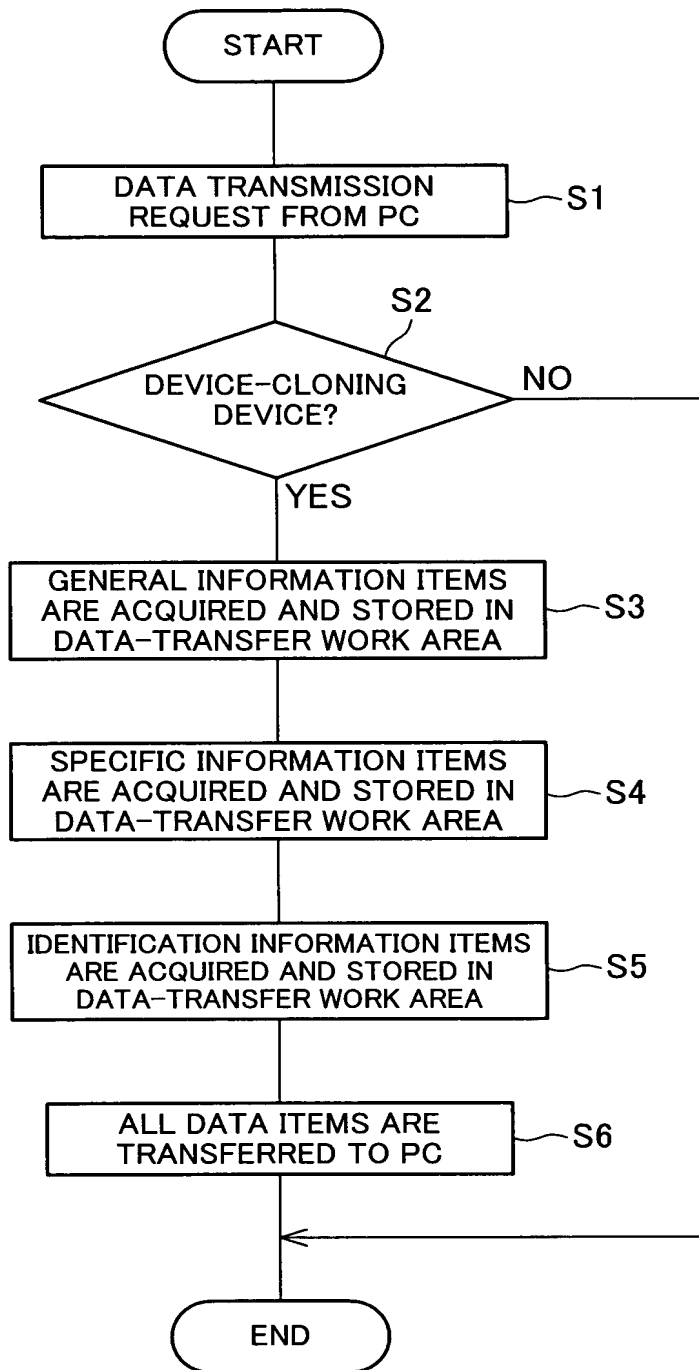 START
DATA TRANSMISSION
REQUEST FROM PC
S1
S2
DEVICE-CLONING
DEVICE?
NO
YES
GENERAL INFORMATION ITEMS
ARE ACQUIRED AND STORED IN
DATA-TRANSFER WORK AREA
S3
SPECIFIC INFORMATION ITEMS
ARE ACQUIRED AND STORED IN
DATA-TRANSFER WORK AREA
S4
IDENTIFICATION INFORMATION ITEMS
ARE ACQUIRED AND STORED IN
DATA-TRANSFER WORK AREA
S5
ALL DATA ITEMS ARE
TRANSFERRED TO PC
S6
END